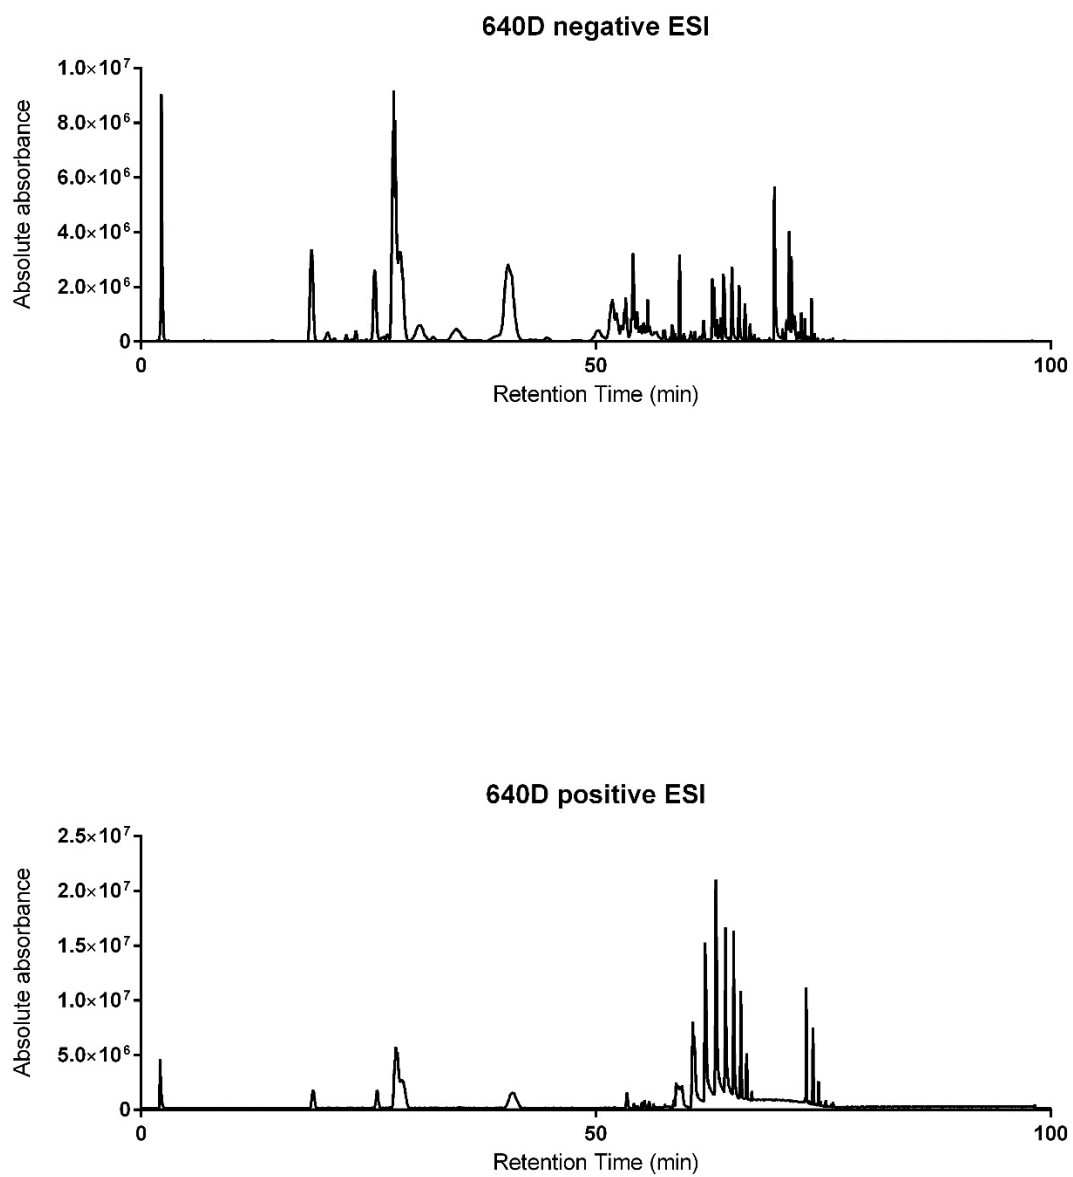 640D negative ESI
1.0×10⁷
8.0×10⁶
6.0×10⁶
4.0×10⁶
2.0×10⁶
0
Absolute absorbance
0 50 100
Retention Time (min)
640D positive ESI
2.5×10⁷
2.0×10⁷
1.5×10⁷
1.0×10⁷
5.0×10⁶
0
Absolute absorbance
0 50 100
Retention Time (min)